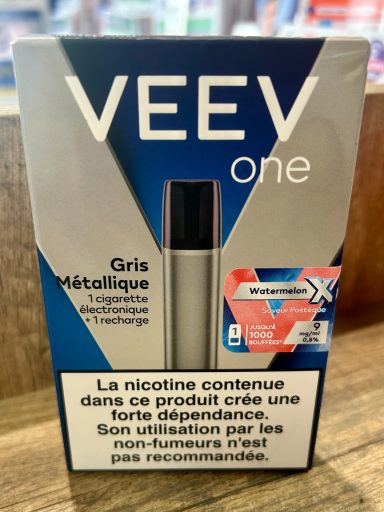 VEEV
one
Gris
Métallique
1 cigarette
électronique
+ 1 recharge
Watermelon X
Saveur Pastèque
1
JUSQU'À
1000
BOUFFÉES*
9
mg/ml
0,8%
La nicotine contenue
dans ce produit crée une
forte dépendance.
Son utilisation par les
non-fumeurs n'est
pas recommandée.